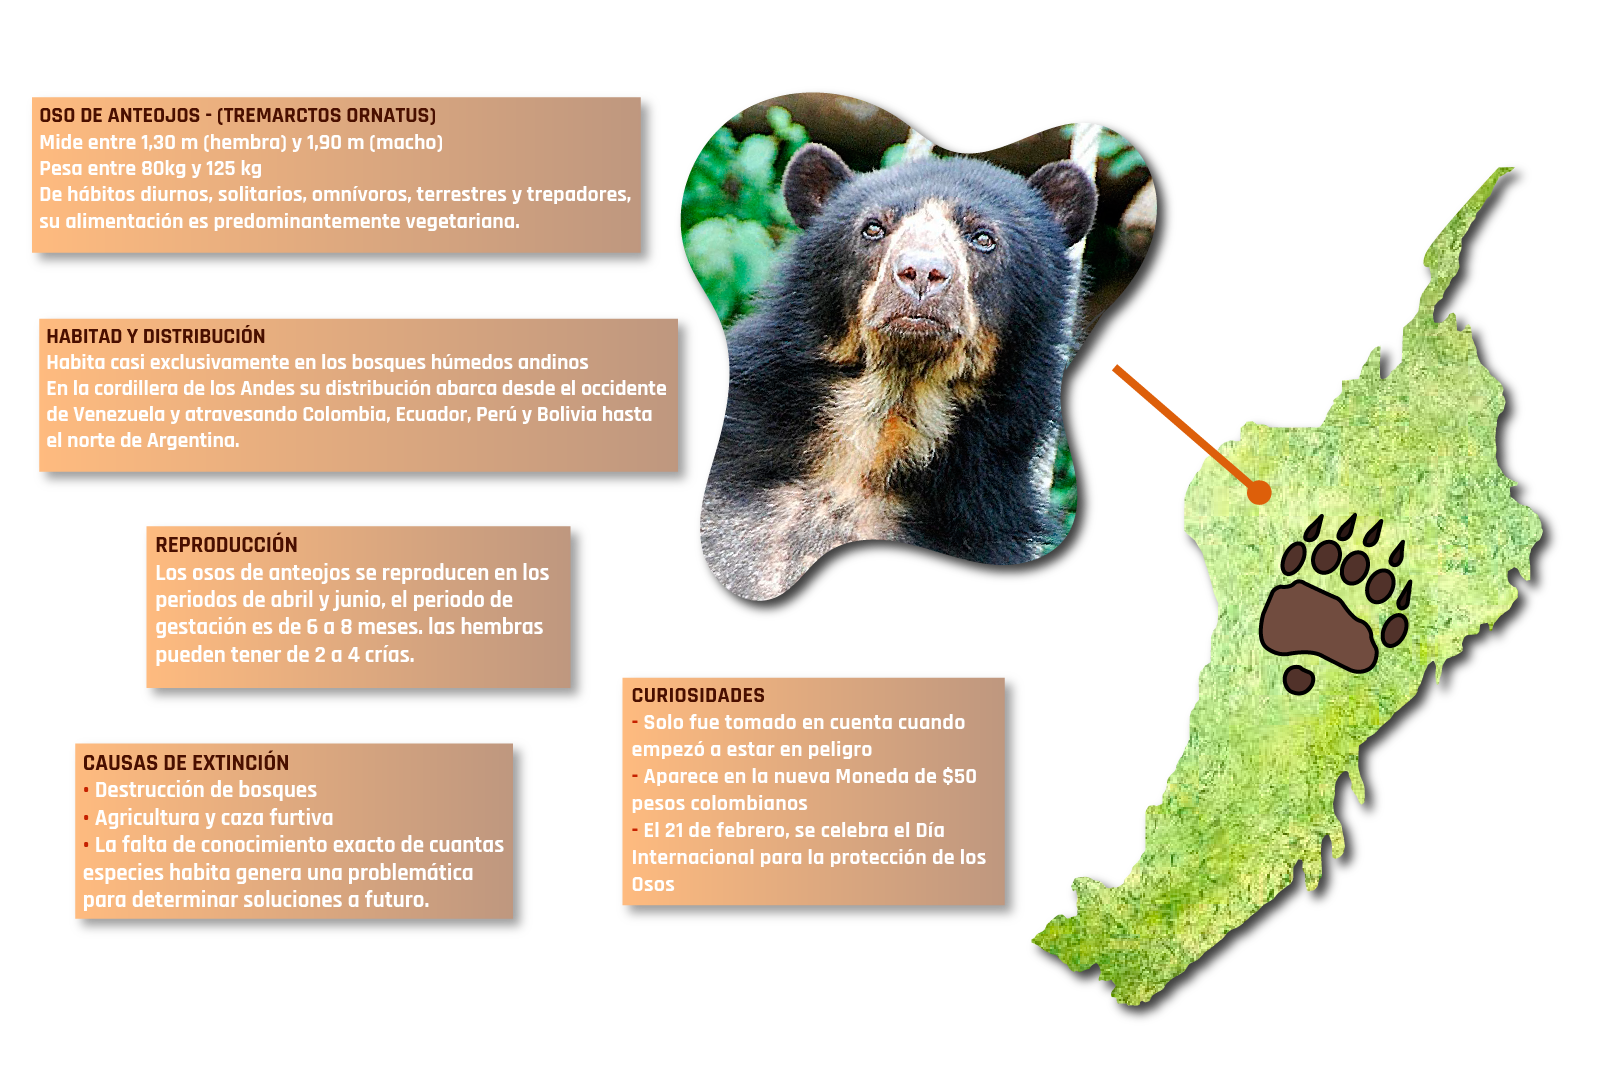 OSO DE ANTEOJOS - (TREMARCTOS ORNATUS)
Mide entre 1,30 m (hembra) y 1,90 m (macho)
Pesa entre 80kg y 125 kg
De hábitos diurnos, solitarios, omnívoros, terrestres y trepadores,
su alimentación es predominantemente vegetariana.
HABITAD Y DISTRIBUCIÓN
Habita casi exclusivamente en los bosques húmedos andinos
En la cordillera de los Andes su distribución abarca desde el occidente
de Venezuela y atravesando Colombia, Ecuador, Perú y Bolivia hasta
el norte de Argentina.
REPRODUCCIÓN
Los osos de anteojos se reproducen en los
periodos de abril y junio, el periodo de
gestación es de 6 a 8 meses. las hembras
pueden tener de 2 a 4 crías.
CAUSAS DE EXTINCIÓN
• Destrucción de bosques
• Agricultura y caza furtiva
• La falta de conocimiento exacto de cuantas
especies habita genera una problemática
para determinar soluciones a futuro.
CURIOSIDADES
- Solo fue tomado en cuenta cuando
empezó a estar en peligro
- Aparece en la nueva Moneda de $50
pesos colombianos
- El 21 de febrero, se celebra el Día
Internacional para la protección de los
Osos